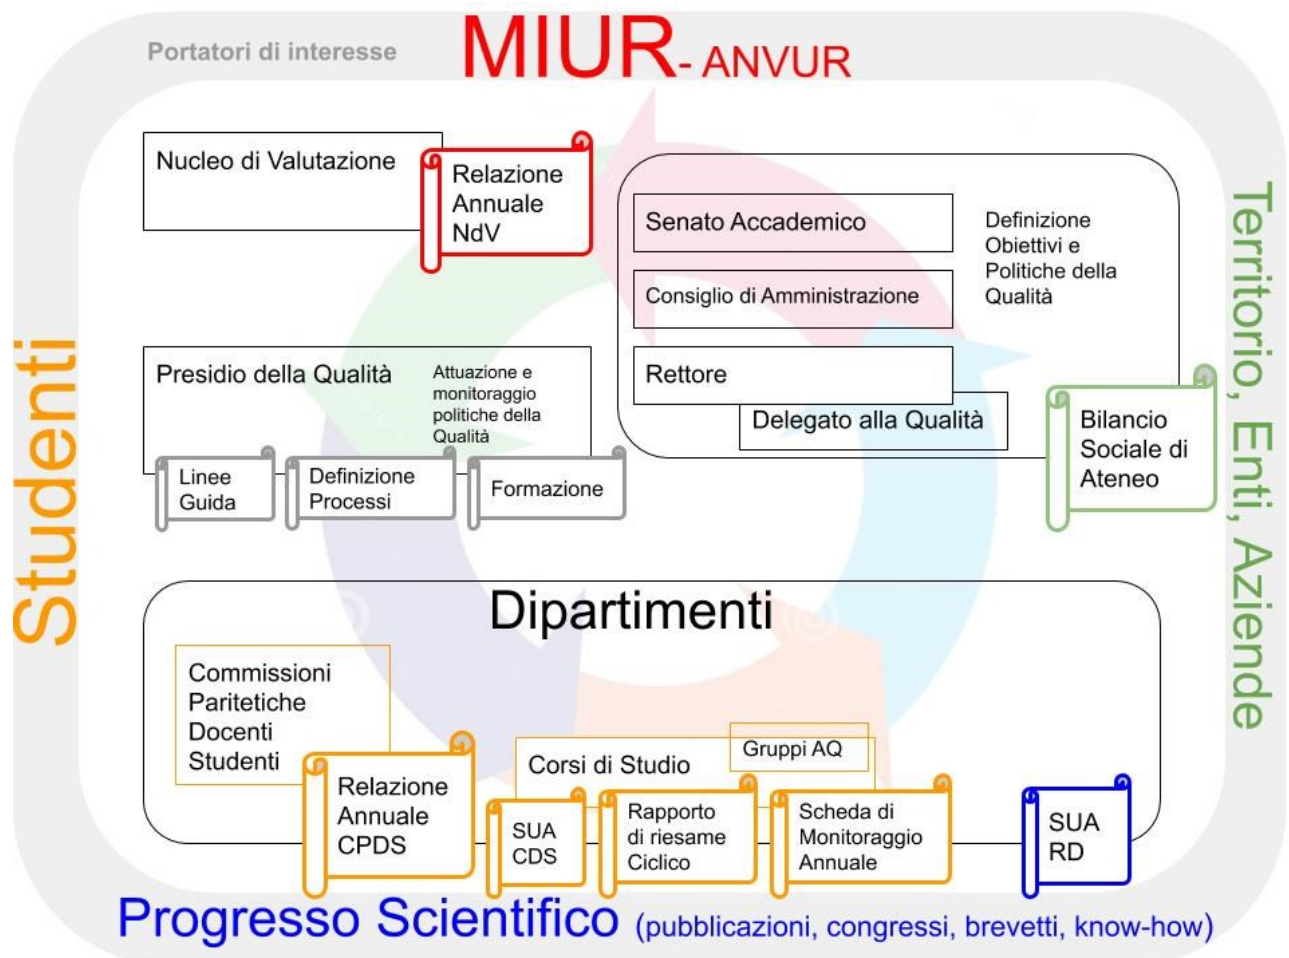 Portatori di interesse
MIUR - ANVUR
Nucleo di Valutazione
Relazione
Annuale
NdV
Senato Accademico
Consiglio di Amministrazione
Rettore
Delegato alla Qualità
Definizione
Obiettivi e
Politiche della
Qualità
Bilancio
Sociale di
Ateneo
Presidio della Qualità
Attuazione e
monitoraggio
politiche della
Qualità
Linee
Guida
Definizione
Processi
Formazione
Studenti
Territorio, Enti, Aziende
Dipartimenti
Commissioni
Paritetiche
Docenti
Studenti
Relazione
Annuale
CPDS
Corsi di Studio
Gruppi AQ
SUA
CDS
Rapporto
di riesame
Ciclico
Scheda di
Monitoraggio
Annuale
SUA
RD
Progresso Scientifico (pubblicazioni, congressi, brevetti, know-how)